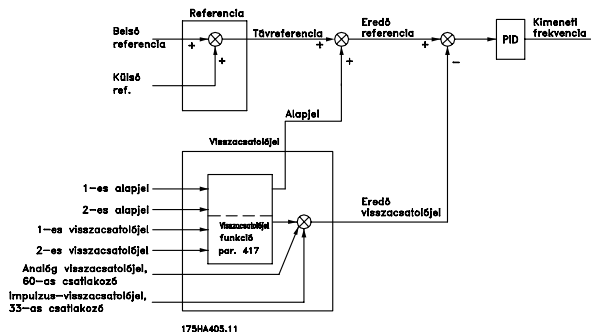 Referencia
Belső
referencia
Külső
ref.
+
+
Távreferencia
+
+
Eredő
referencia
+
−
PID
Kimeneti
frekvencia
Alapjel
Visszacsatolójel
1−es alapjel
2−es alapjel
1−es visszacsatolójel
2−es visszacsatolójel
Analóg visszacsatolójel,
60−as csatlakozó
Impulzus−visszacsatolójel,
33−as csatlakozó
Visszacsatolójel
funkció
par. 417
Eredő
visszacsatolójel
175HA405.11